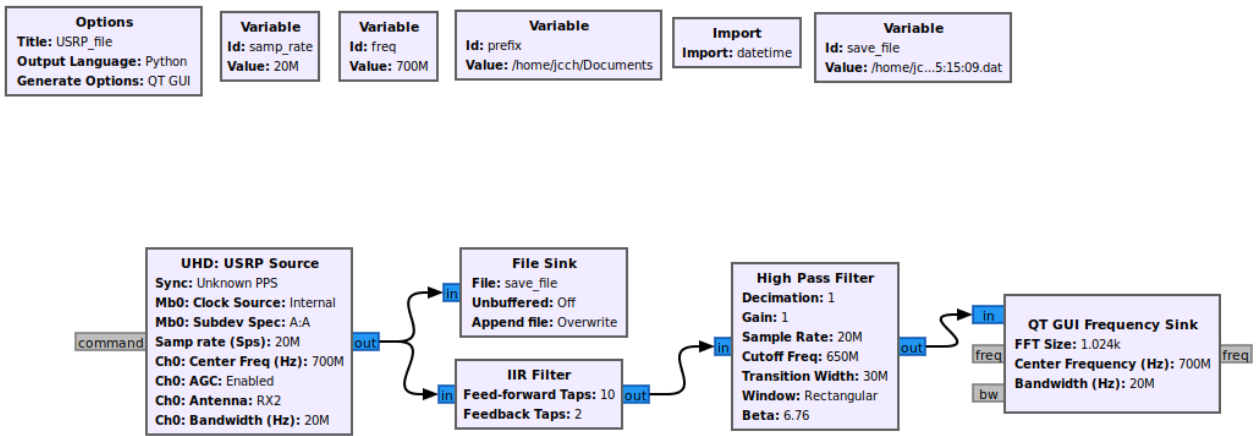 Options
Title: USRP_file
Output Language: Python
Generate Options: QT GUI
Variable
Id: samp_rate
Value: 20M
Variable
Id: freq
Value: 700M
Variable
Id: prefix
Value: /home/jcch/Documents
Import
Import: datetime
Variable
Id: save_file
Value: /home/jc...5:15:09.dat
command
UHD: USRP Source
Sync: Unknown PPS
Mb0: Clock Source: Internal
Mb0: Subdev Spec: A:A
Samp rate (Sps): 20M
Ch0: Center Freq (Hz): 700M
Ch0: AGC: Enabled
Ch0: Antenna: RX2
Ch0: Bandwidth (Hz): 20M
out
in
File Sink
File: save_file
Unbuffered: Off
Append file: Overwrite
in
IIR Filter
Feed-forward Taps: 10
Feedback Taps: 2
out
in
High Pass Filter
Decimation: 1
Gain: 1
Sample Rate: 20M
Cutoff Freq: 650M
Transition Width: 30M
Window: Rectangular
Beta: 6.76
out
in
freq
bw
QT GUI Frequency Sink
FFT Size: 1.024k
Center Frequency (Hz): 700M
Bandwidth (Hz): 20M
freq